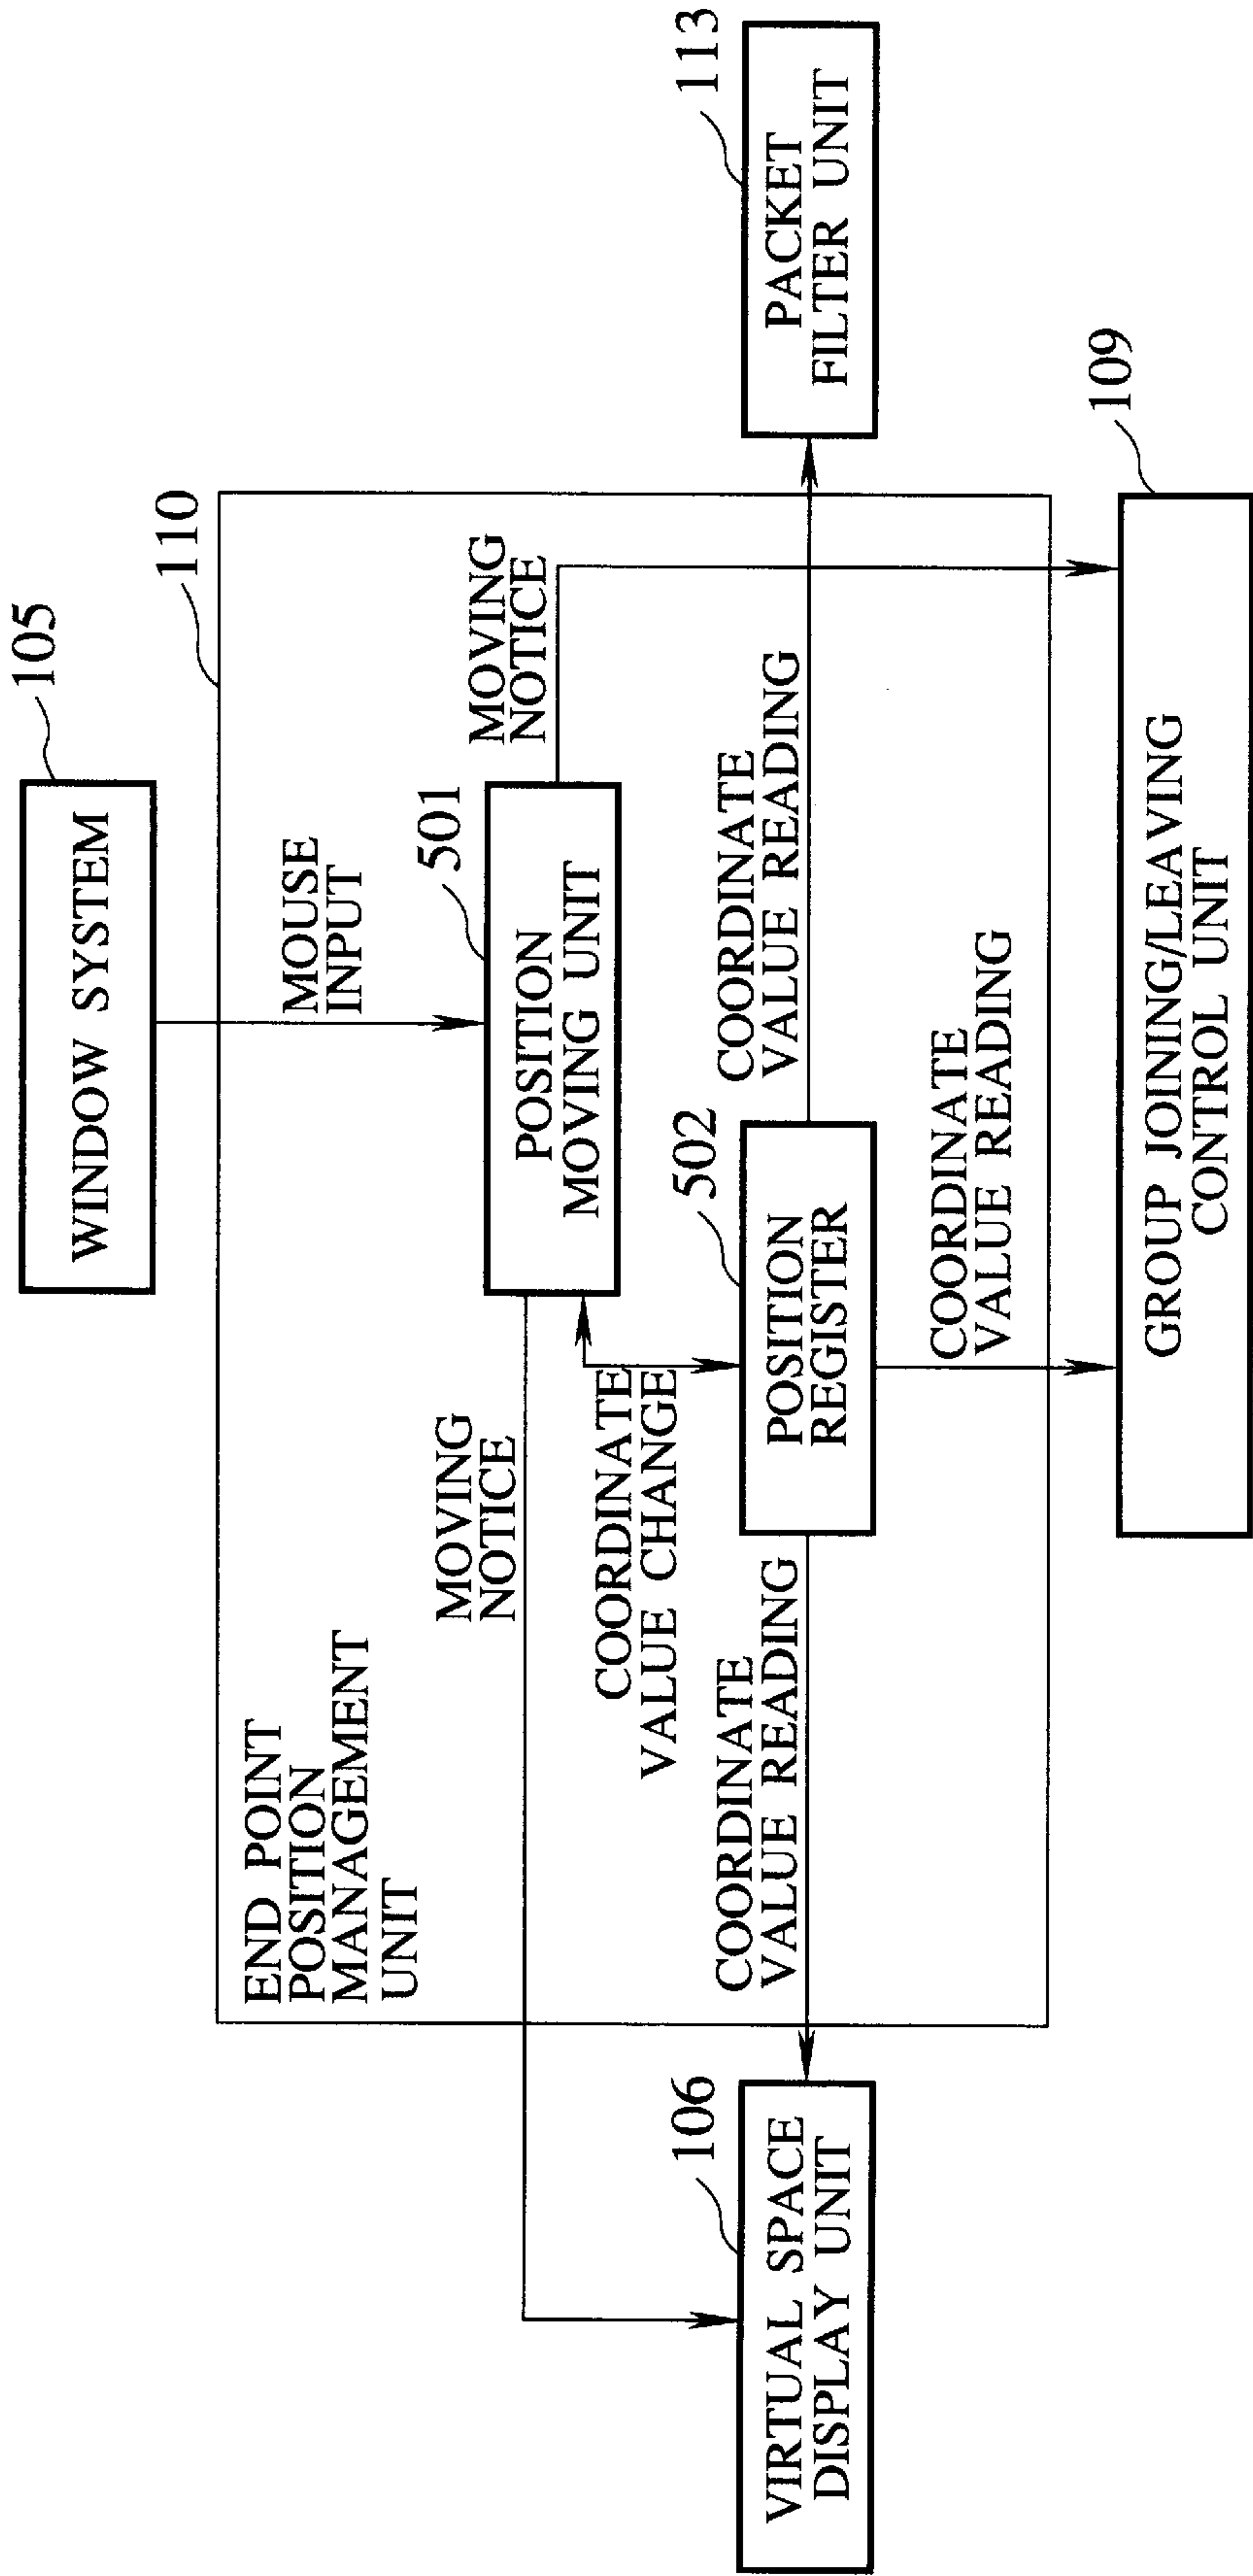 WINDOW SYSTEM
105
END POINT
POSITION
MANAGEMENT
UNIT
110
MOUSE
INPUT
MOVING
NOTICE
POSITION
MOVING UNIT
501
MOVING
NOTICE
COORDINATE
VALUE CHANGE
VIRTUAL SPACE
DISPLAY UNIT
106
COORDINATE
VALUE READING
POSITION
REGISTER
502
COORDINATE
VALUE READING
PACKET
FILTER UNIT
113
COORDINATE
VALUE READING
GROUP JOINING/LEAVING
CONTROL UNIT
109